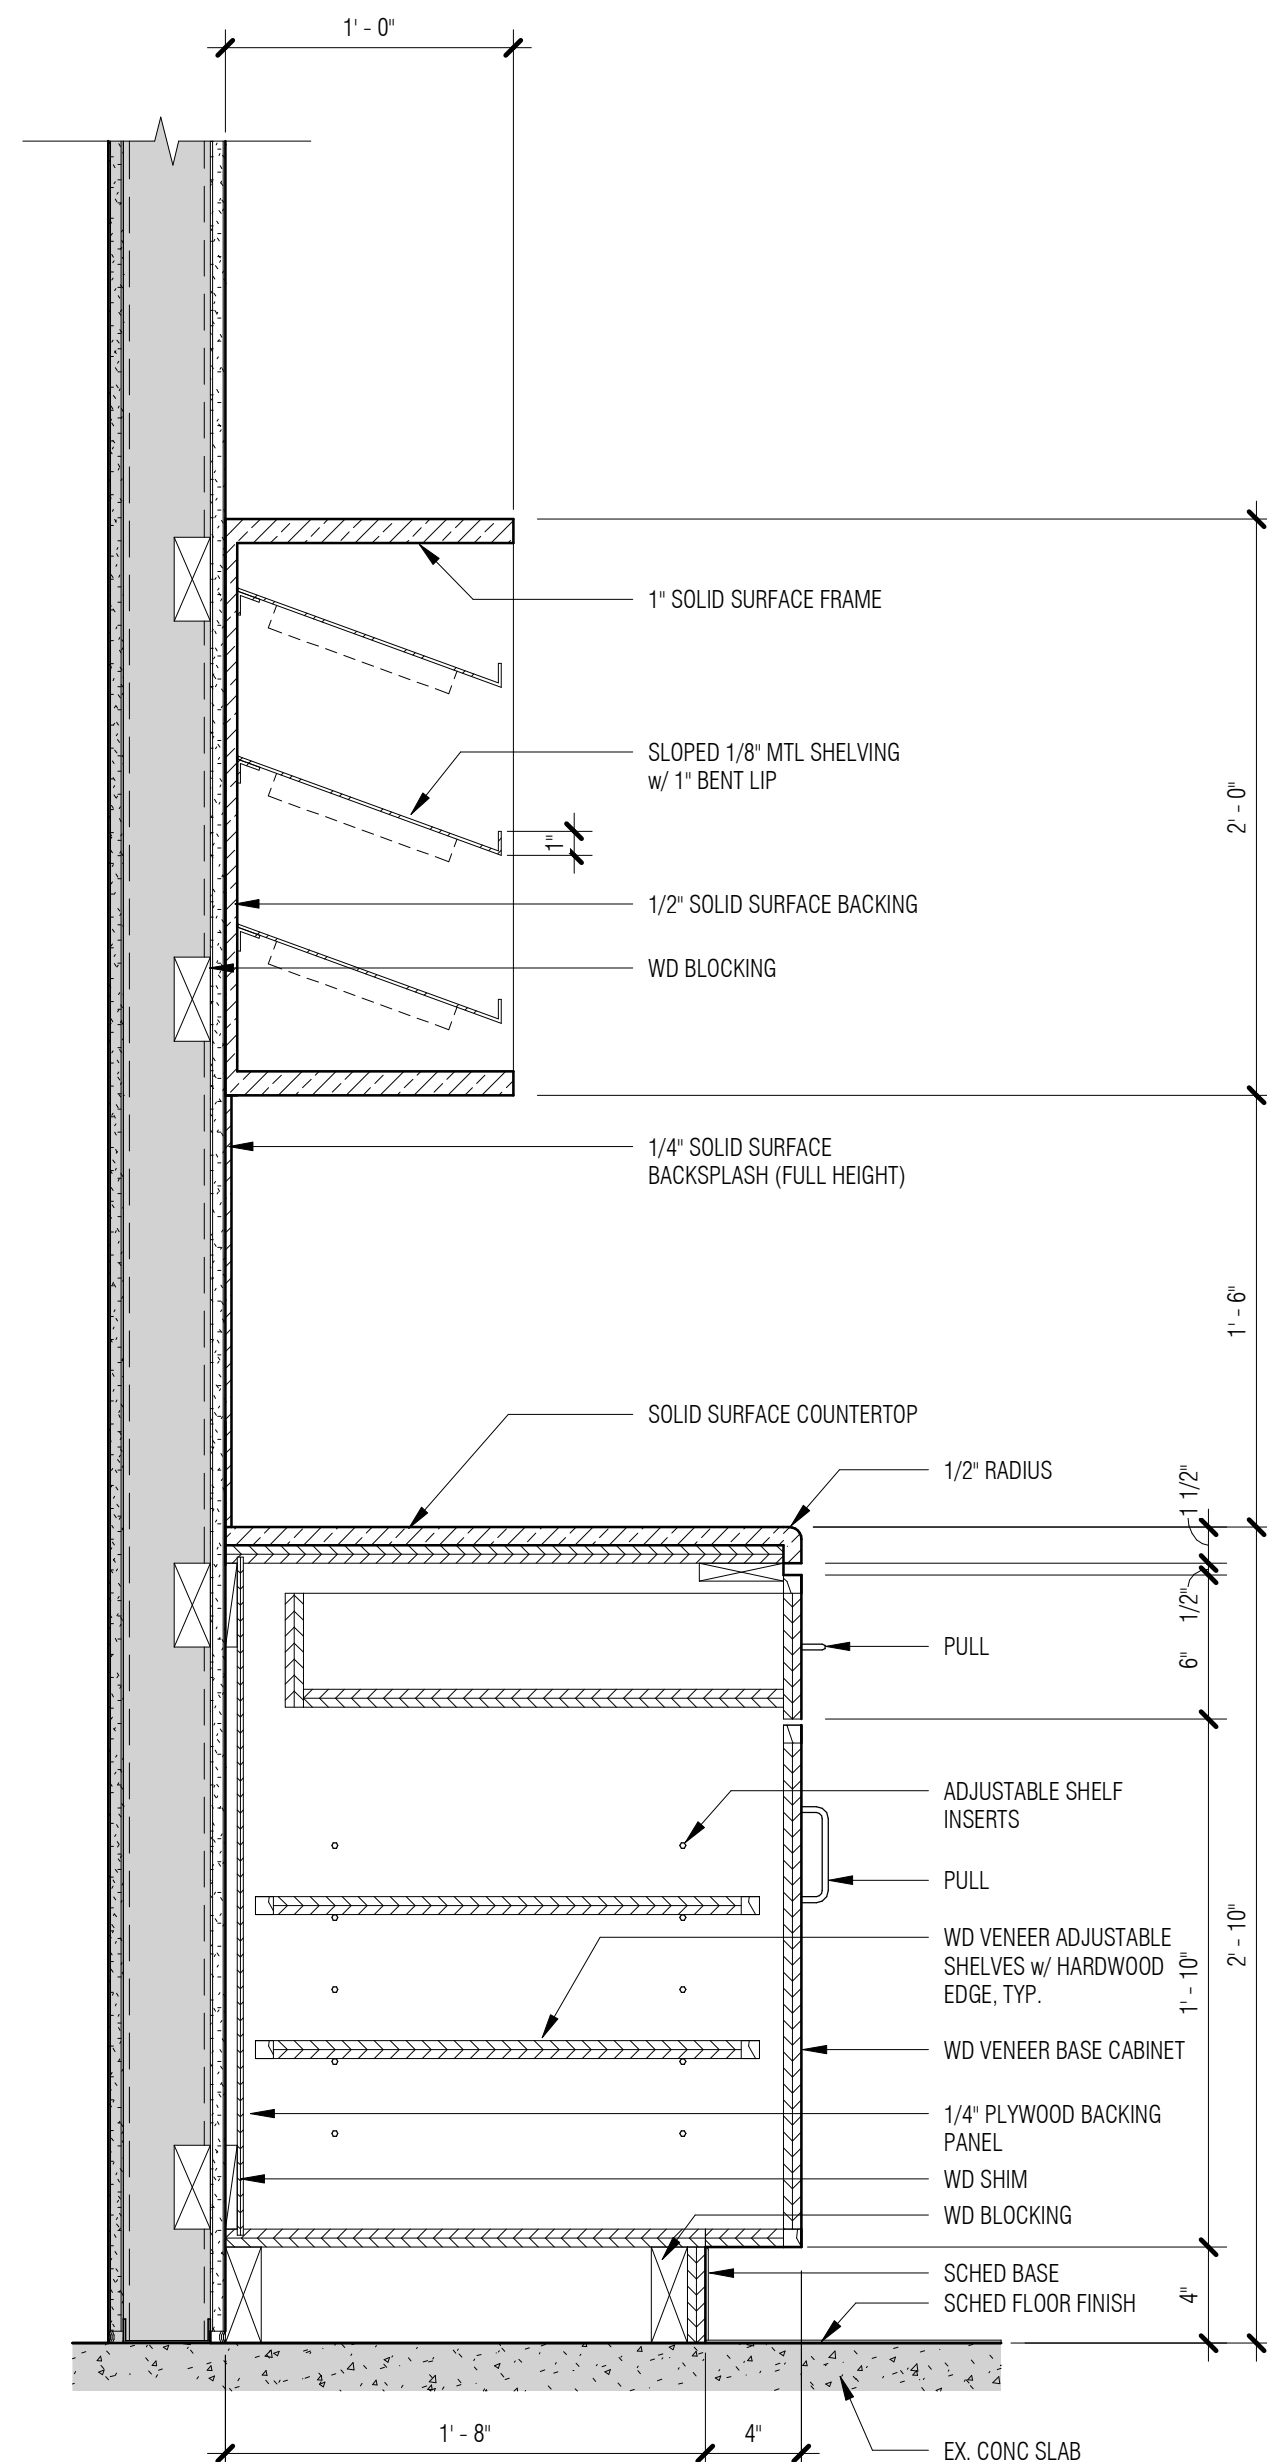 1' - 0"
1" SOLID SURFACE FRAME
SLOPED 1/8" MTL SHELVING
w/ 1" BENT LIP
2' - 0"
1"
1/2" SOLID SURFACE BACKING
WD BLOCKING
1/4" SOLID SURFACE
BACKSPLASH (FULL HEIGHT)
1' - 6"
SOLID SURFACE COUNTERTOP
1/2" RADIUS
1 1/2"
1/2"
PULL
6"
ADJUSTABLE SHELF
INSERTS
PULL
WD VENEER ADJUSTABLE
SHELVES w/ HARDWOOD
EDGE, TYP.
1' - 10"
2' - 10"
WD VENEER BASE CABINET
1/4" PLYWOOD BACKING
PANEL
WD SHIM
WD BLOCKING
SCHED BASE
SCHED FLOOR FINISH
4"
1' - 8"
4"
EX. CONC SLAB